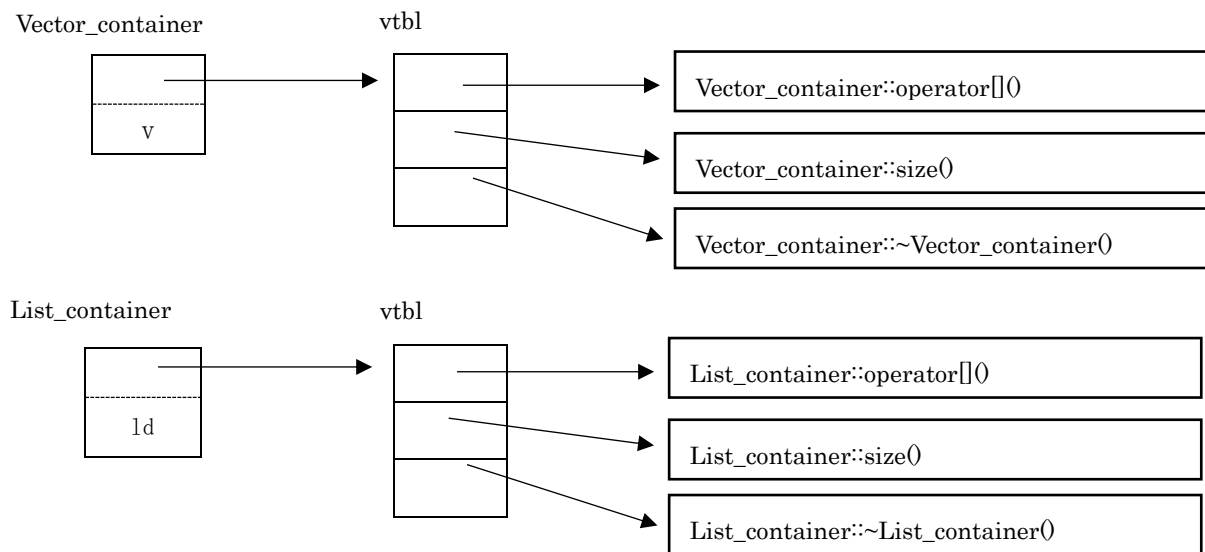 Vector_container
vtbl
Vector_container::operator[]()
v
Vector_container::size()
Vector_container::~Vector_container()
List_container
vtbl
List_container::operator[]()
ld
List_container::size()
List_container::~List_container()